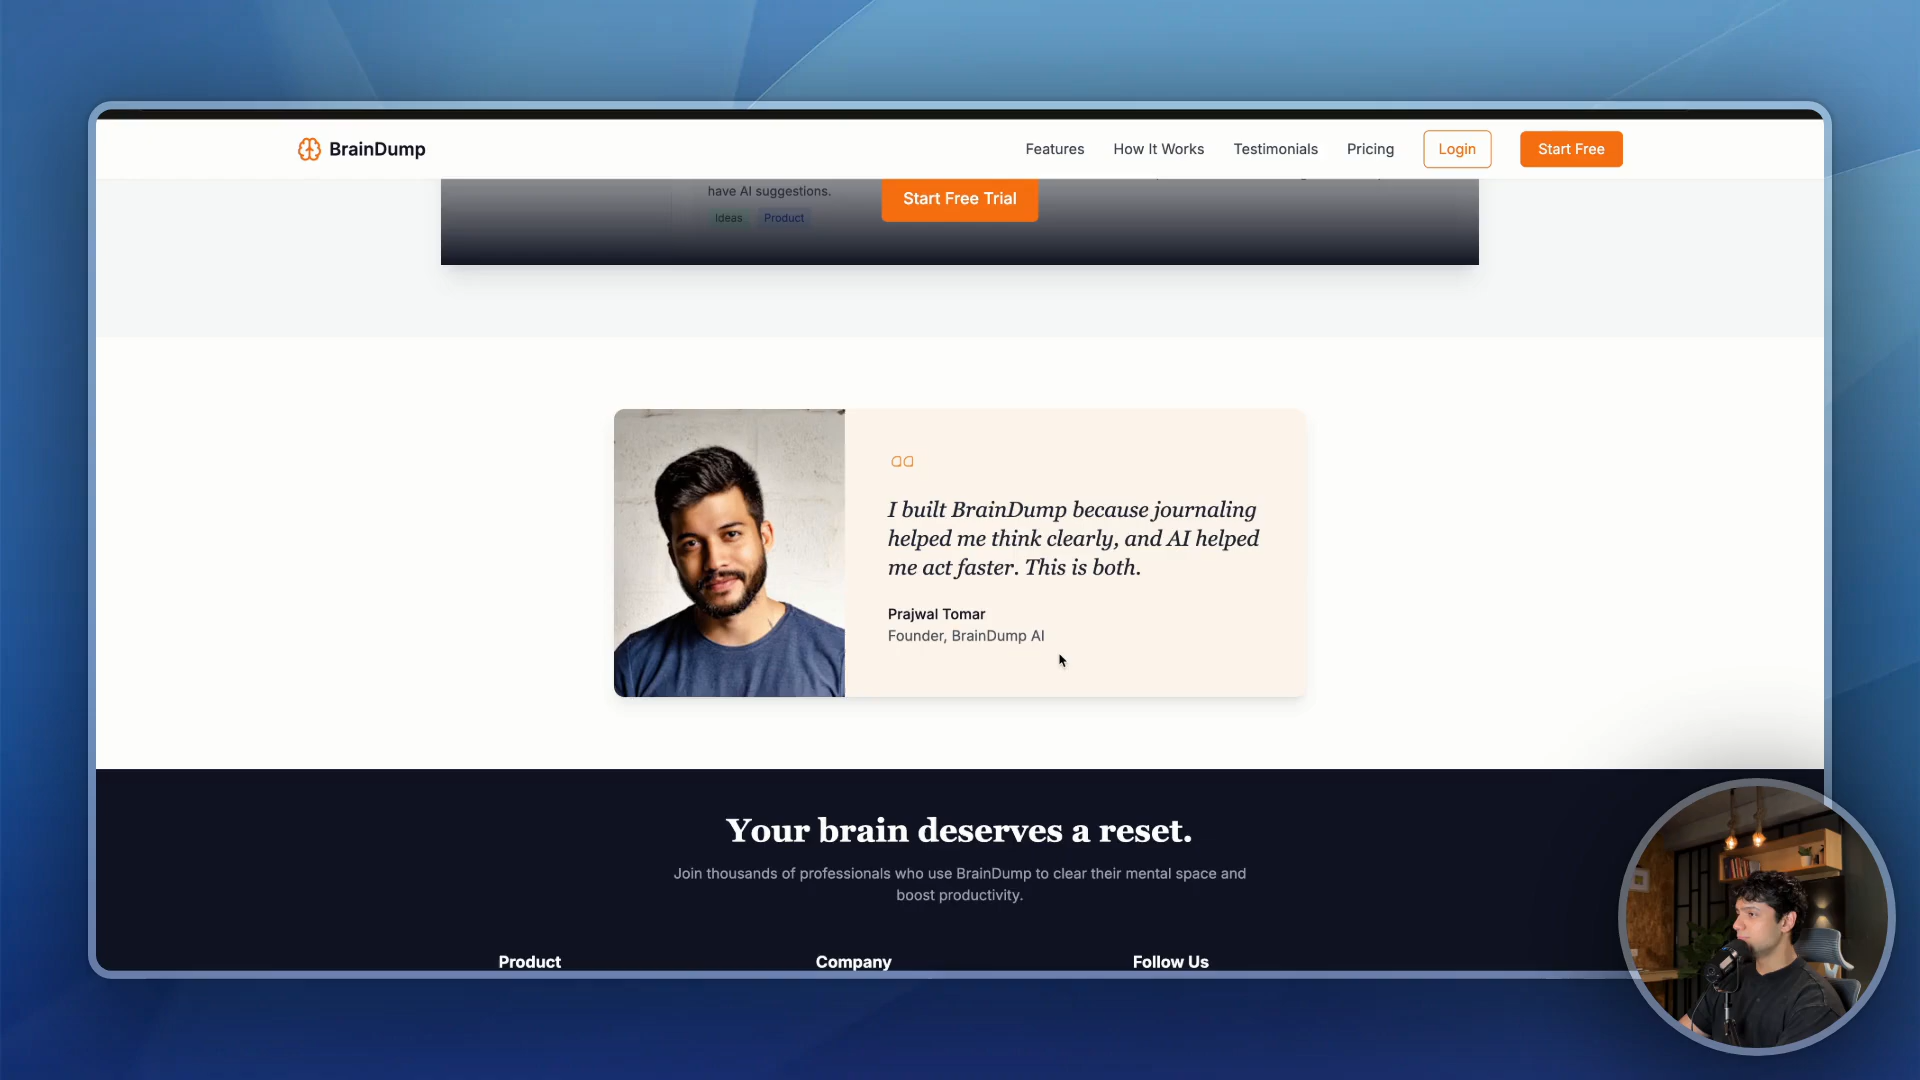 BrainDump
Features
How It Works
Testimonials
Pricing
Login
Start Free
have AI suggestions.
Ideas
Product
Start Free Trial
I built BrainDump because journaling
helped me think clearly, and AI helped
me act faster. This is both.
Prajwal Tomar
Founder, BrainDump AI
Your brain deserves a reset.
Join thousands of professionals who use BrainDump to clear their mental space and
boost productivity.
Product
Company
Follow Us